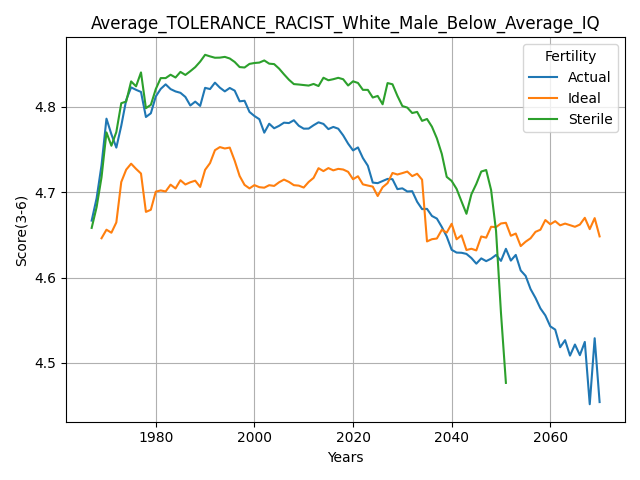 Average_TOLERANCE_RACIST_White_Male_Below_Average_IQ
Fertility
Actual
Ideal
Sterile
Score(3-6)
4.8
4.7
4.6
4.5
1980 2000 2020 2040 2060
Years